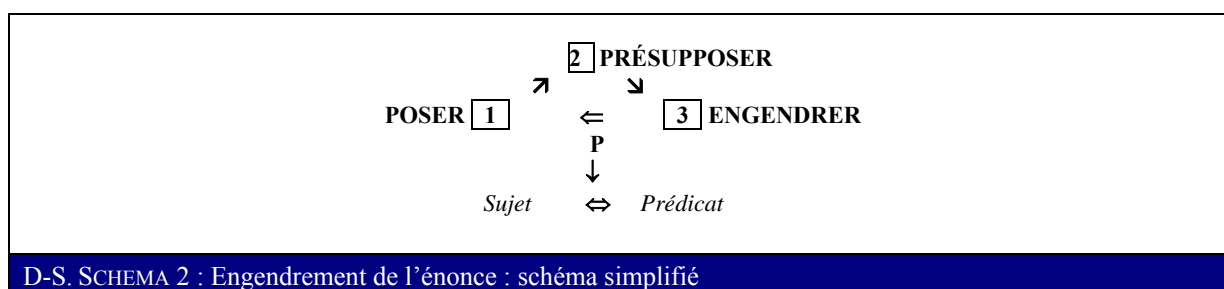 2 PRÉSUPPOSER
↗ ↘
POSER 1 ⇐ 3 ENGENDRER
P
↓
Sujet ⇔ Prédicat
D-S. SCHEMA 2 : Engendrement de l’énonce : schéma simplifié